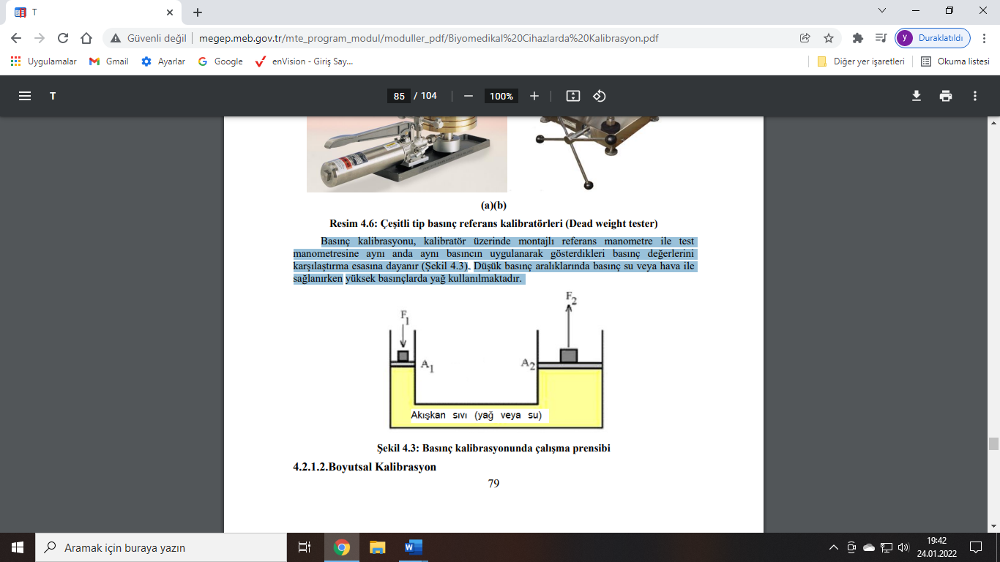 T
Güvenli değil
megep.meb.gov.tr/mte_program_modul/moduller_pdf/Biyomedikal%20Cihazlarda%20Kalibrasyon.pdf
y Duraklatıldı
Uygulamalar
Gmail
Ayarlar
Google
enVision - Giriş Say...
Diğer yer işaretleri
Okuma listesi
T
85 / 104
100%
(a)(b)
Resim 4.6: Çeşitli tip basınç referans kalibratörleri (Dead weight tester)
Basınç kalibrasyonu, kalibratör üzerinde montajlı referans manometre ile test
manometresine aynı anda aynı basıncın uygulanarak gösterdikleri basınç değerlerini
karşılaştırma esasına dayanır (Şekil 4.3). Düşük basınç aralıklarında basınç su veya hava ile
sağlanırken yüksek basınçlarda yağ kullanılmaktadır.
F2
F1
A1
A2
Akışkan sıvı (yağ veya su)
Şekil 4.3: Basınç kalibrasyonunda çalışma prensibi
4.2.1.2.Boyutsal Kalibrasyon
79
Aramak için buraya yazın
19:42
24.01.2022